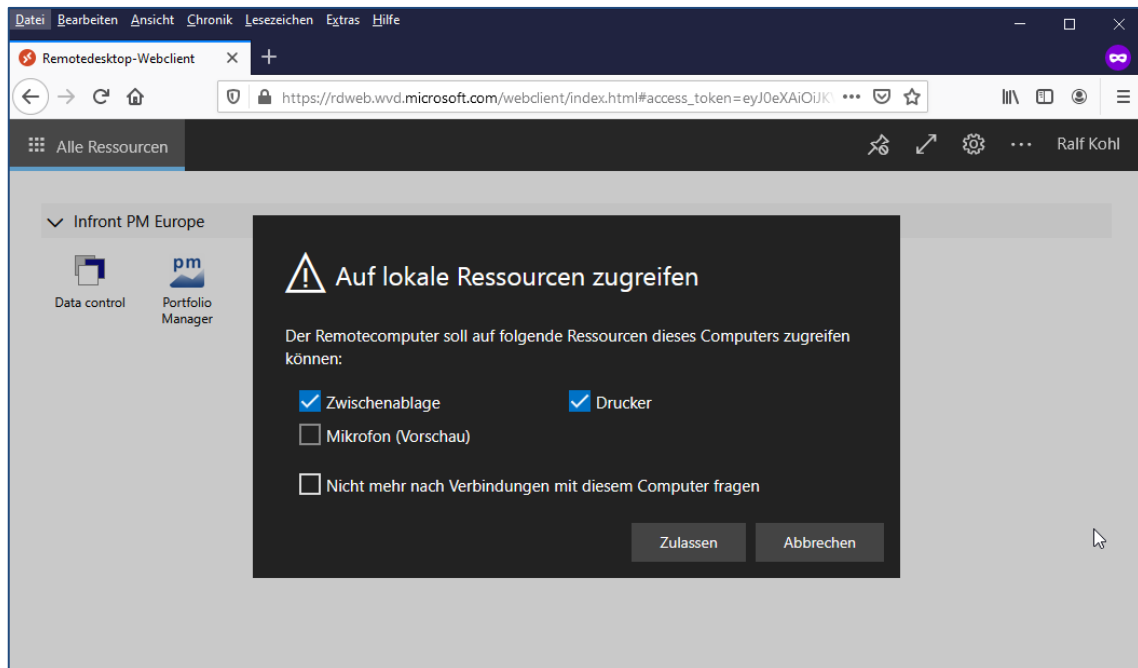 Datei Bearbeiten Ansicht Chronik Lesezeichen Extras Hilfe
Remotedesktop-Webclient
https://rdweb.wvd.microsoft.com/webclient/index.html#access_token=eyJ0eXAiOiJK
Alle Ressourcen
Ralf Kohl
Infront PM Europe
pm
Data control
Portfolio
Manager
Auf lokale Ressourcen zugreifen
Der Remotecomputer soll auf folgende Ressourcen dieses Computers zugreifen
können:
Zwischenablage Drucker
Mikrofon (Vorschau)
Nicht mehr nach Verbindungen mit diesem Computer fragen
Zulassen Abbrechen